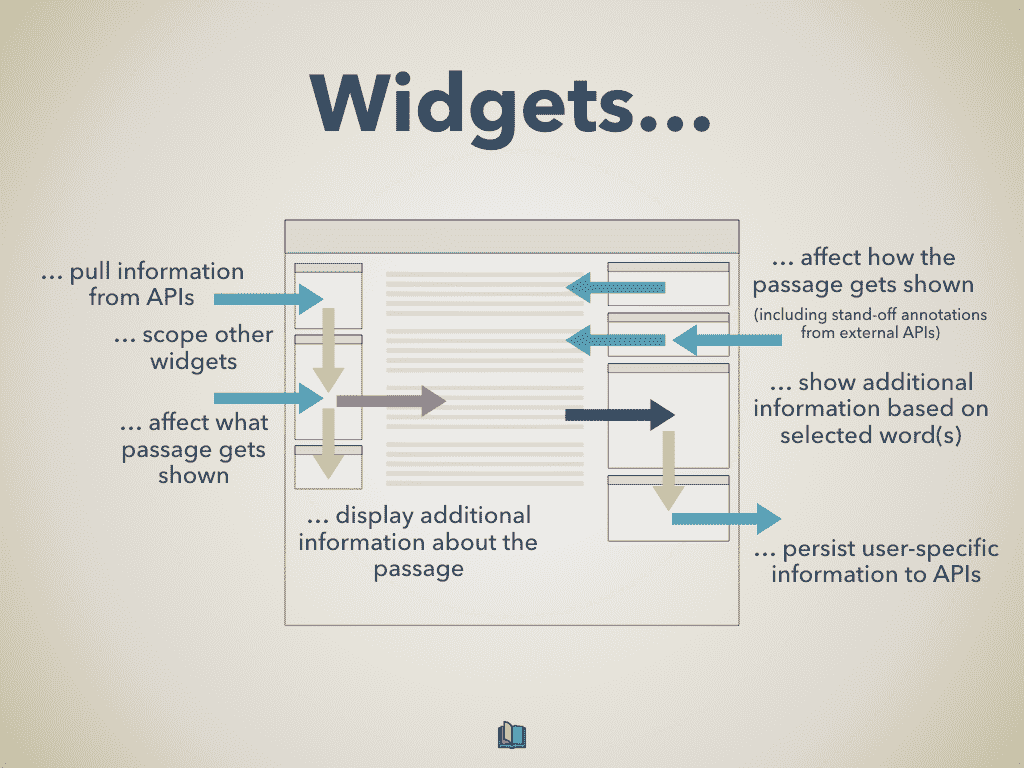 Widgets...
... pull information
from APIs
... scope other
widgets
... affect what
passage gets
shown
... display additional
information about the
passage
... affect how the
passage gets shown
(including stand-off annotations
from external APIs)
... show additional
information based on
selected word(s)
... persist user-specific
information to APIs